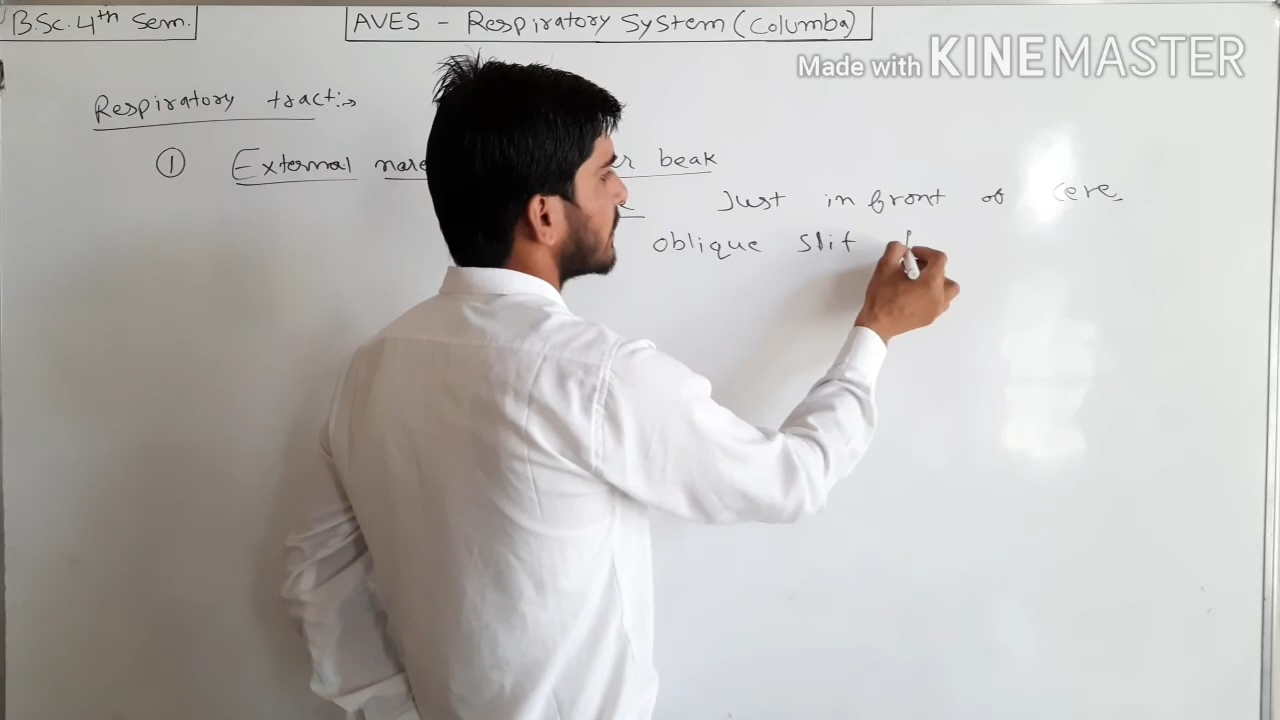 B.Sc. 4th Sem.
AVES - Respiratory System (Columba)
Made with KINEMASTER
Respiratory tract:→
① External beak
Just in front of cere
oblique slit